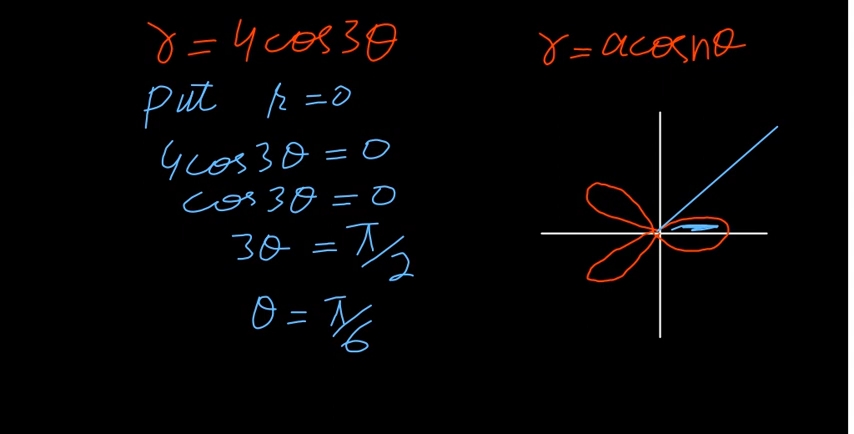 r = 4cos3θ
put r = 0
4cos3θ = 0
cos3θ = 0
3θ = π/2
θ = π/6
r = acosnθ